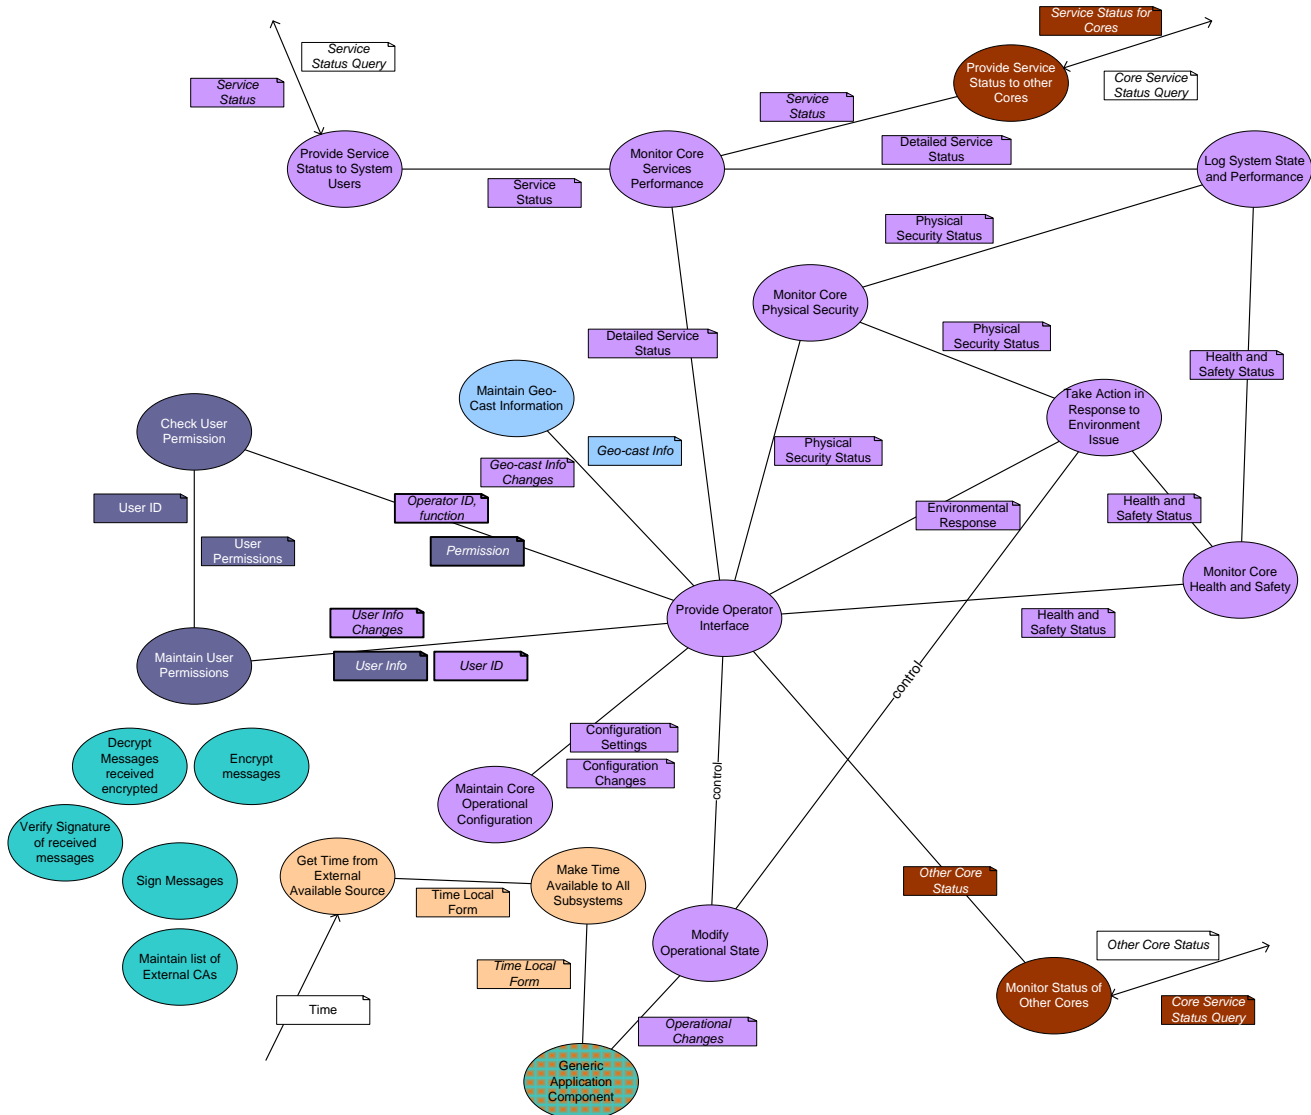 Service Status for
Cores
Service
Status Query
Service
Status
Provide Service
Status to other
Cores
Core Service
Status Query
Service
Status
Provide Service
Status to System
Users
Monitor Core
Services
Performance
Detailed Service
Status
Log System State
and Performance
Service
Status
Physical
Security Status
Monitor Core
Physical Security
Detailed Service
Status
Physical
Security Status
Health and
Safety Status
Maintain Geo-
Cast Information
Take Action in
Response to
Environment
Issue
Check User
Permission
Geo-cast Info
Physical
Security Status
Geo-cast Info
Changes
User ID
Operator ID,
function
Environmental
Response
Health and
Safety Status
User
Permissions
Permission
Monitor Core
Health and Safety
Provide Operator
Interface
User Info
Changes
Health and
Safety Status
Maintain User
Permissions
User Info
User ID
control
Configuration
Settings
Configuration
Changes
control
Decrypt
Messages
received
encrypted
Encrypt
messages
Maintain Core
Operational
Configuration
Verify Signature
of received
messages
Get Time from
External
Available Source
Make Time
Available to All
Subsystems
Sign Messages
Time Local
Form
Other Core
Status
Modify
Operational State
Other Core Status
Maintain list of
External CAs
Time Local
Form
Monitor Status of
Other Cores
Time
Core Service
Status Query
Operational
Changes
Generic
Application
Component